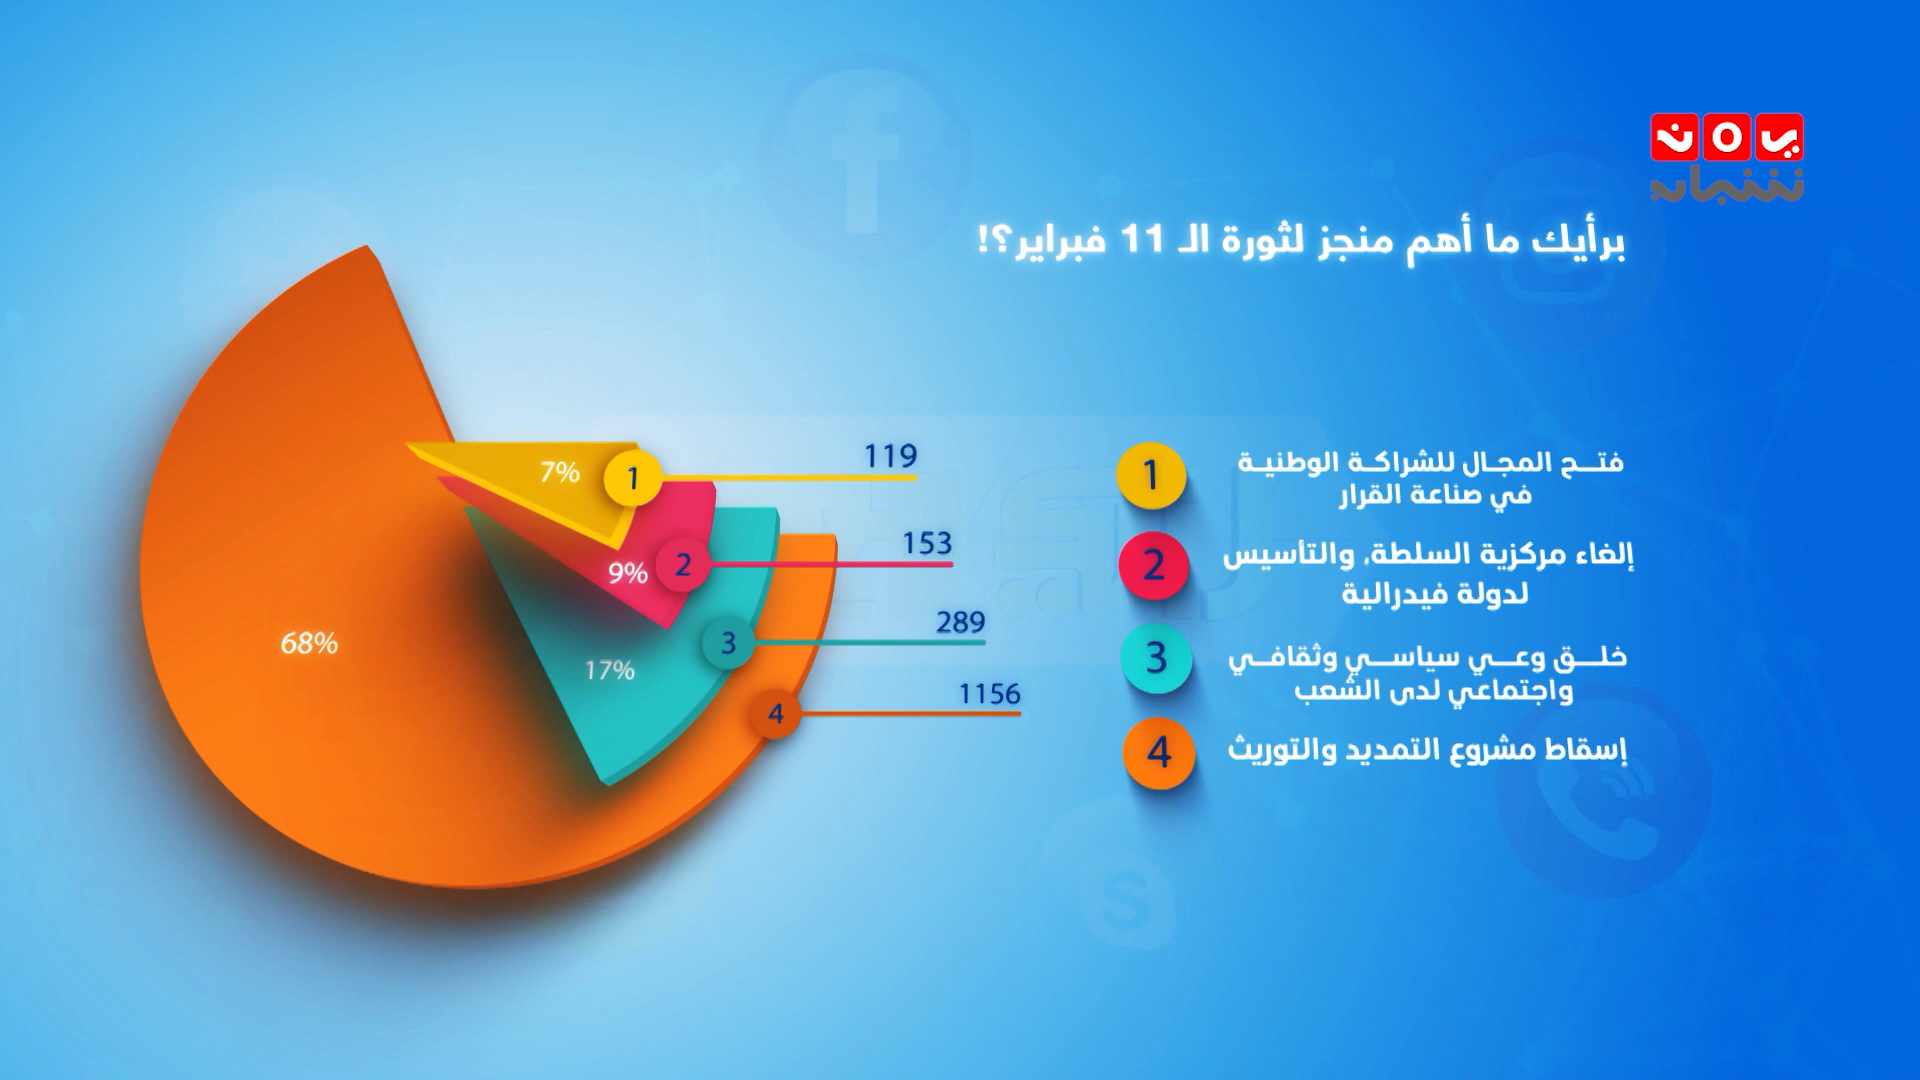 يمن
شباب
برأيك ما أهم منجز لثورة الـ 11 فبراير؟!
1
فتح المجال للشراكة الوطنية
في صناعة القرار
2
إلغاء مركزية السلطة، والتأسيس
لدولة فيدرالية
3
خلق وعي سياسي وثقافي
واجتماعي لدى الشعب
4
إسقاط مشروع التمديد والتوريث
7% 1 119
9% 2 153
17% 3 289
68% 4 1156